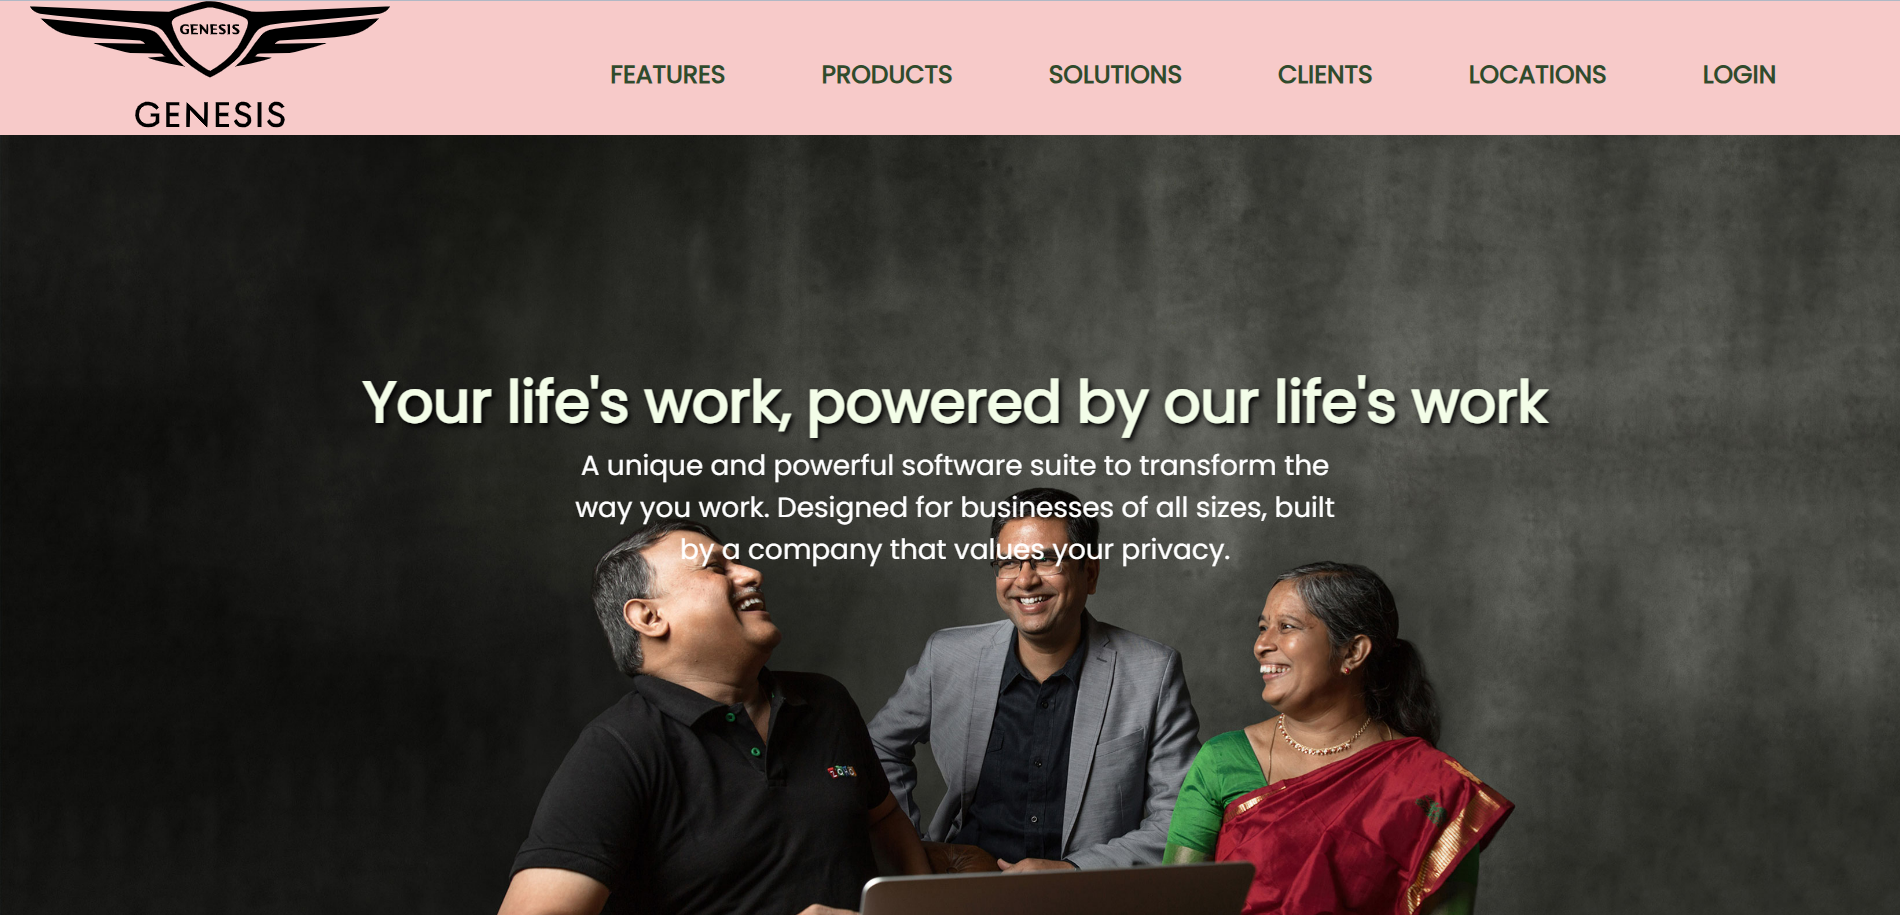 GENESIS
GENESIS
FEATURES PRODUCTS SOLUTIONS CLIENTS LOCATIONS LOGIN
Your life's work, powered by our life's work
A unique and powerful software suite to transform the
way you work. Designed for businesses of all sizes, built
by a company that values your privacy.
ZOHO